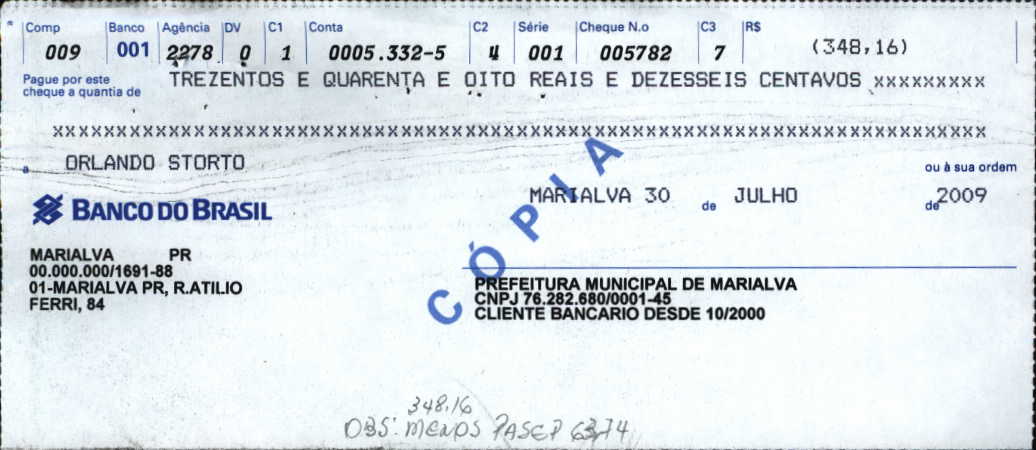 Comp Banco Agência DV C1 Conta C2 Série Cheque N.o C3 R$
009 001 2278 0 1 0005.332-5 4 001 005782 7 (348,16)
Pague por este
cheque a quantia de TREZENTOS E QUARENTA E OITO REAIS E DEZESSEIS CENTAVOS xxxxxxxxx
xxxxxxxxxxxxxxxxxxxxxxxxxxxxxxxxxxxxxxxxxxxxxxxxxxxxxxxxxxxxxxxxxxxxxxxxx
a ORLANDO STORTO ou à sua ordem
MARIALVA 30 de JULHO de 2009
BANCO DO BRASIL
CÓPIA
MARIALVA PR
00.000.000/1691-88
01-MARIALVA PR, R.ATILIO
FERRI, 84
PREFEITURA MUNICIPAL DE MARIALVA
CNPJ 76.282.680/0001-45
CLIENTE BANCARIO DESDE 10/2000
348,16
OBS: MENOS PASEP 63,74